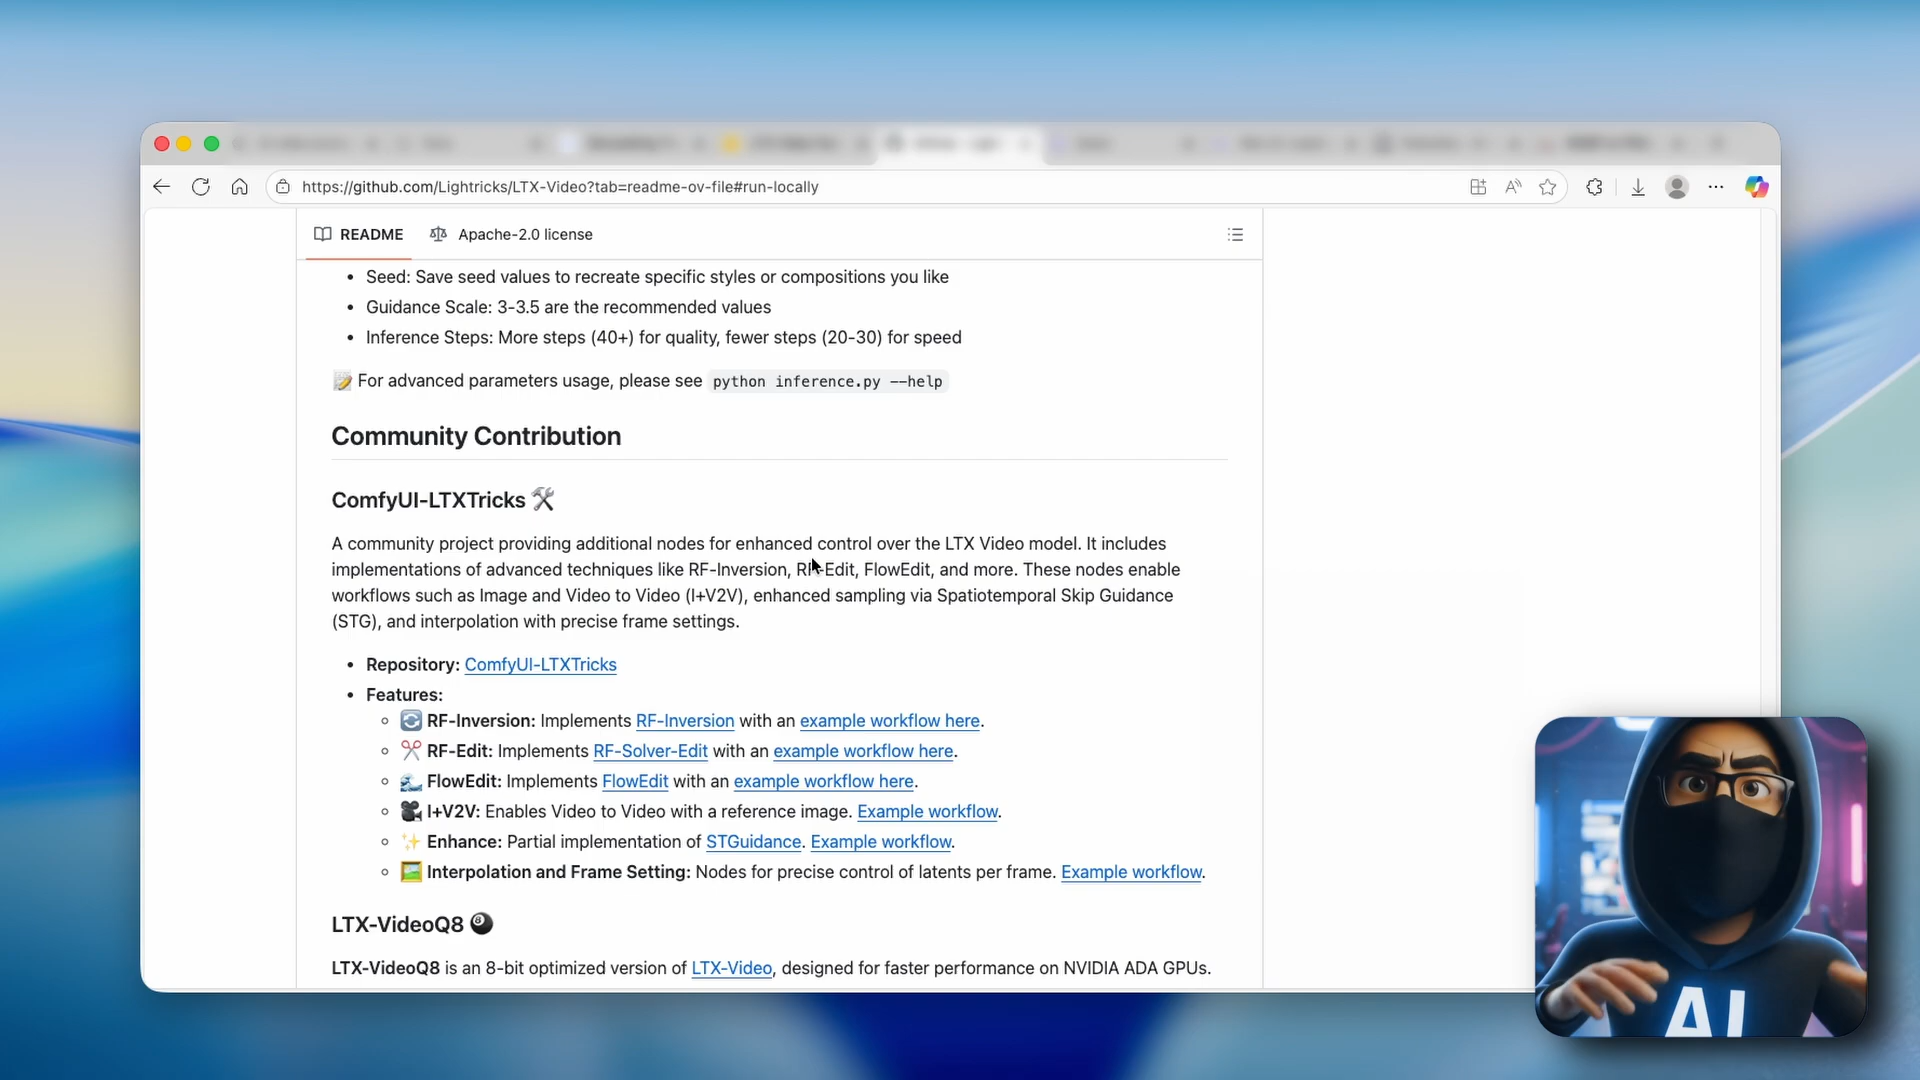 https://github.com/Lightricks/LTX-Video?tab=readme-ov-file#run-locally
README
Apache-2.0 license
• Seed: Save seed values to recreate specific styles or compositions you like
• Guidance Scale: 3-3.5 are the recommended values
• Inference Steps: More steps (40+) for quality, fewer steps (20-30) for speed
📝 For advanced parameters usage, please see python inference.py --help
Community Contribution
ComfyUI-LTXTricks 🛠️
A community project providing additional nodes for enhanced control over the LTX Video model. It includes
implementations of advanced techniques like RF-Inversion, RF-Edit, FlowEdit, and more. These nodes enable
workflows such as Image and Video to Video (I+V2V), enhanced sampling via Spatiotemporal Skip Guidance
(STG), and interpolation with precise frame settings.
• Repository: ComfyUI-LTXTricks
• Features:
◦ 🔄 RF-Inversion: Implements RF-Inversion with an example workflow here.
◦ ✂️ RF-Edit: Implements RF-Solver-Edit with an example workflow here.
◦ 🌊 FlowEdit: Implements FlowEdit with an example workflow here.
◦ 🎥 I+V2V: Enables Video to Video with a reference image. Example workflow.
◦ ✨ Enhance: Partial implementation of STGuidance. Example workflow.
◦ 🖼️ Interpolation and Frame Setting: Nodes for precise control of latents per frame. Example workflow.
LTX-VideoQ8 🎱
LTX-VideoQ8 is an 8-bit optimized version of LTX-Video, designed for faster performance on NVIDIA ADA GPUs.
AI